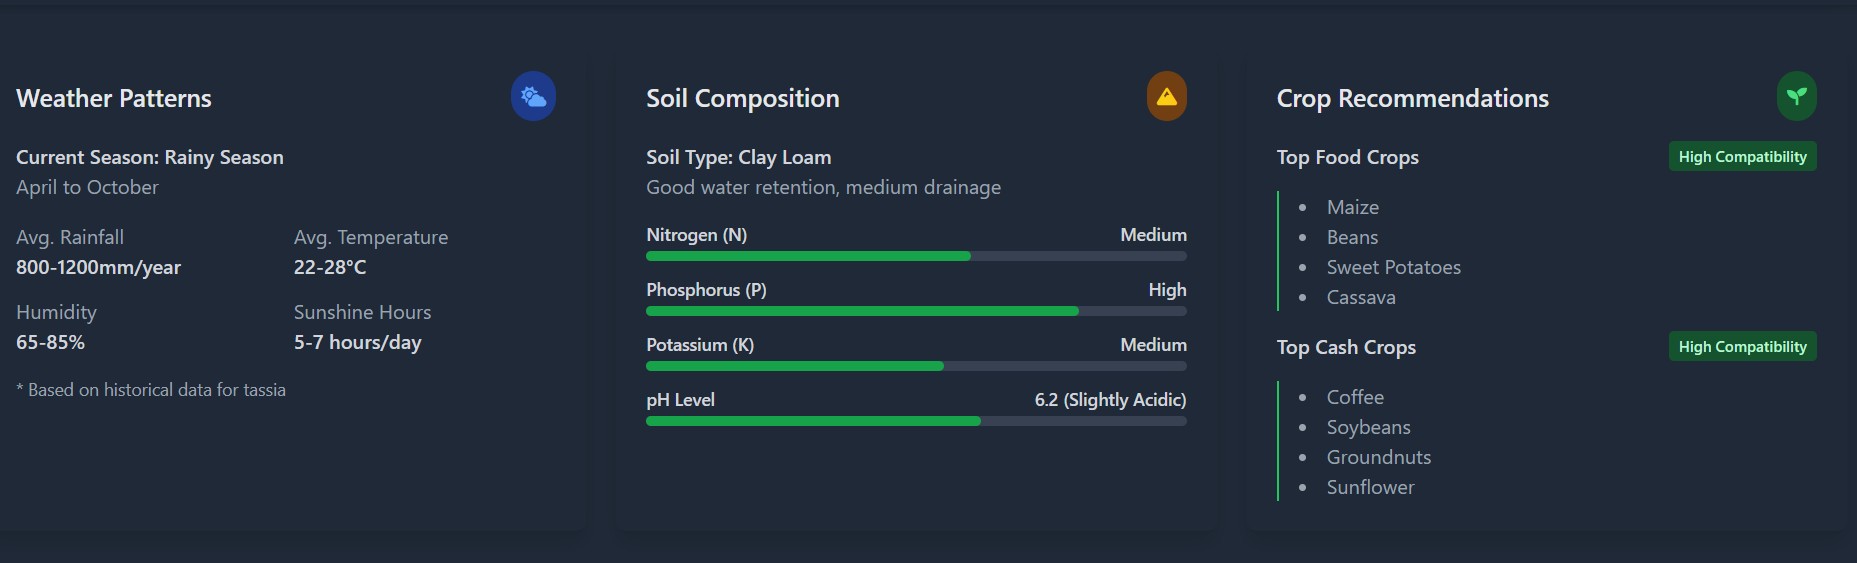 Weather Patterns
Current Season: Rainy Season
April to October
Avg. Rainfall
800-1200mm/year
Avg. Temperature
22-28°C
Humidity
65-85%
Sunshine Hours
5-7 hours/day
* Based on historical data for tassia
Soil Composition
Soil Type: Clay Loam
Good water retention, medium drainage
Nitrogen (N) Medium
Phosphorus (P) High
Potassium (K) Medium
pH Level 6.2 (Slightly Acidic)
Crop Recommendations
Top Food Crops High Compatibility
Maize
Beans
Sweet Potatoes
Cassava
Top Cash Crops High Compatibility
Coffee
Soybeans
Groundnuts
Sunflower